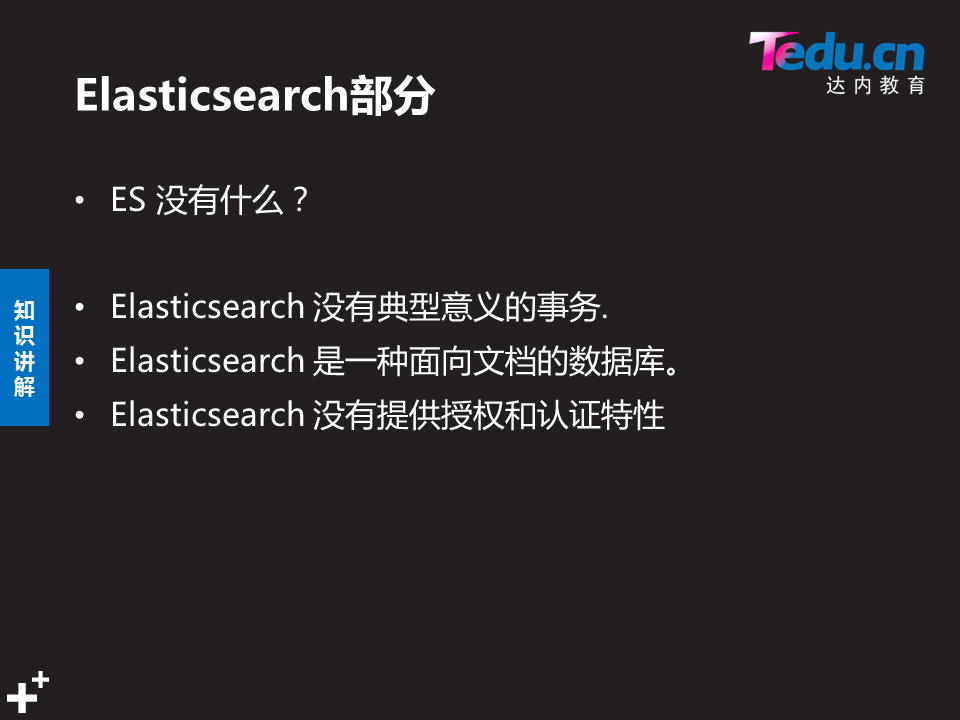 Tedu.cn
达内教育
Elasticsearch部分
• ES 没有什么？
• Elasticsearch 没有典型意义的事务.
• Elasticsearch 是一种面向文档的数据库。
• Elasticsearch 没有提供授权和认证特性
知
识
讲
解